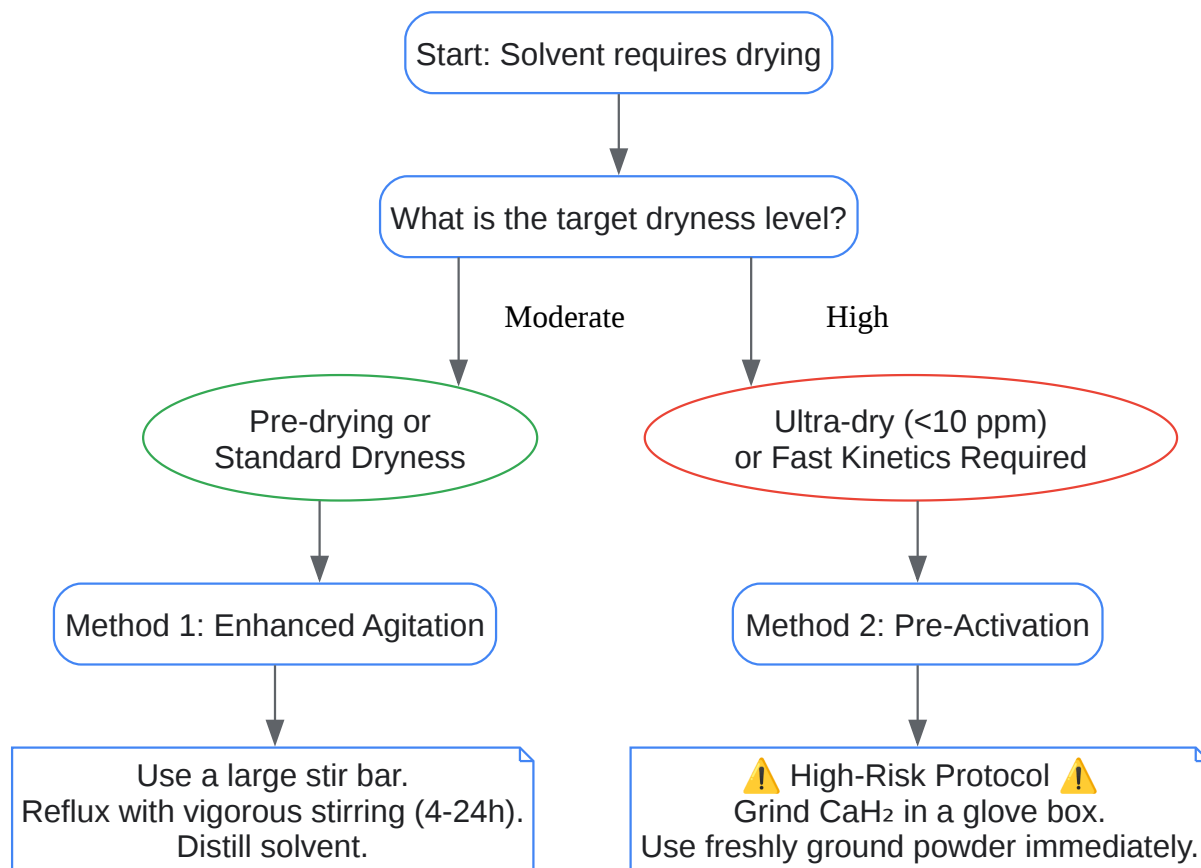 Start: Solvent requires drying
What is the target dryness level?
Moderate
High
Pre-drying or
Standard Dryness
Ultra-dry (<10 ppm)
or Fast Kinetics Required
Method 1: Enhanced Agitation
Method 2: Pre-Activation
Use a large stir bar.
Reflux with vigorous stirring (4-24h).
Distill solvent.
⚠️ High-Risk Protocol ⚠️
Grind CaH₂ in a glove box.
Use freshly ground powder immediately.